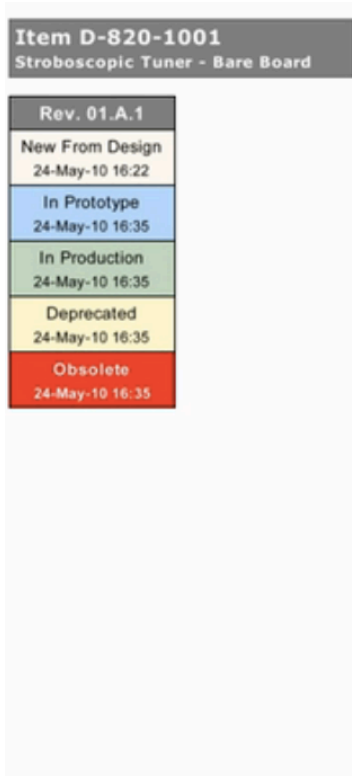 Item D-820-1001
Stroboscopic Tuner - Bare Board
Rev. 01.A.1
New From Design
24-May-10 16:22
In Prototype
24-May-10 16:35
In Production
24-May-10 16:35
Deprecated
24-May-10 16:35
Obsolete
24-May-10 16:35